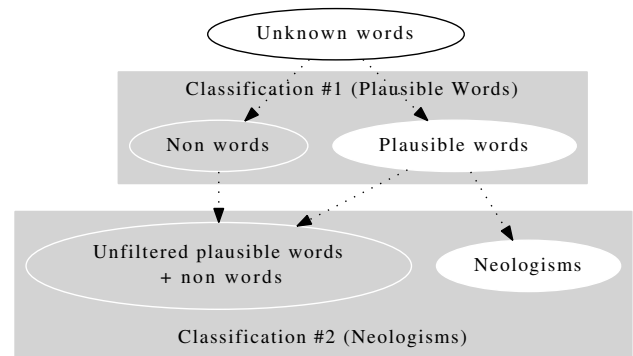 Unknown words
Classification #1 (Plausible Words)
Non words
Plausible words
Unfiltered plausible words
+ non words
Neologisms
Classification #2 (Neologisms)